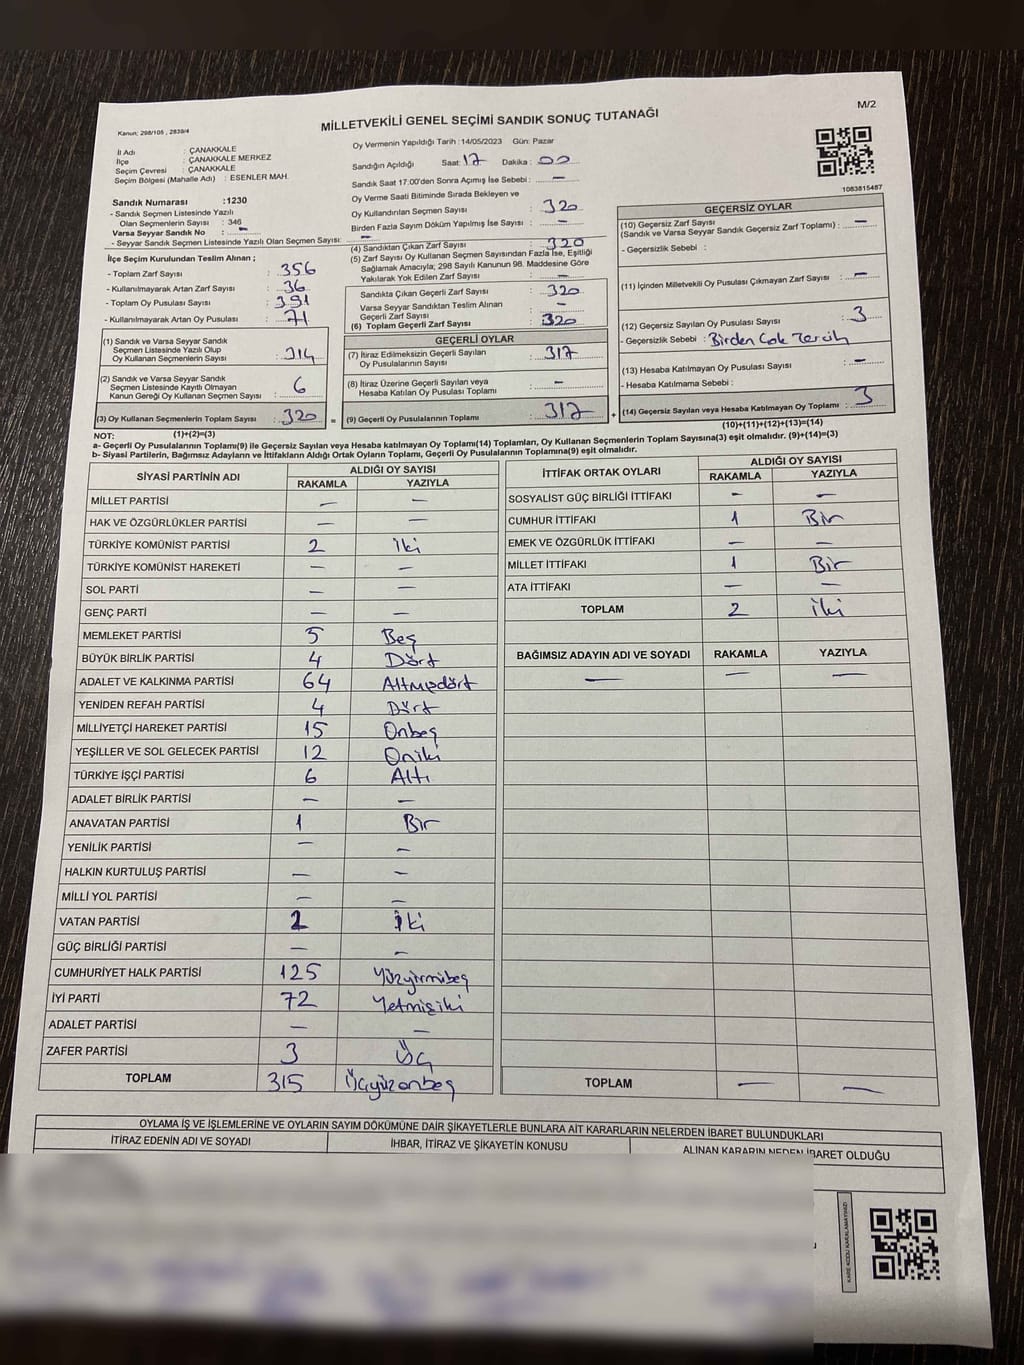 M/2
Kanun: 298/105 , 2839/4
MİLLETVEKİLİ GENEL SEÇİMİ SANDIK SONUÇ TUTANAĞI
İl Adı : ÇANAKKALE
İlçe : ÇANAKKALE MERKEZ
Seçim Çevresi : ÇANAKKALE
Seçim Bölgesi (Mahalle Adı) : ESENLER MAH.
Sandık Numarası :1230
- Sandık Seçmen Listesinde Yazılı
Olan Seçmenlerin Sayısı : 346
Varsa Seyyar Sandık No : –
- Seyyar Sandık Seçmen Listesinde Yazılı Olan Seçmen Sayısı: –
İlçe Seçim Kurulundan Teslim Alınan ;
- Toplam Zarf Sayısı : 356
- Kullanılmayarak Artan Zarf Sayısı : 36
- Toplam Oy Pusulası Sayısı : 391
- Kullanılmayarak Artan Oy Pusulası : 71
(1) Sandık ve Varsa Seyyar Sandık
Seçmen Listesinde Yazılı Olup
Oy Kullanan Seçmenlerin Sayısı : 314
(2) Sandık ve Varsa Seyyar Sandık
Seçmen Listesinde Kayıtlı Olmayan
Kanun Gereği Oy Kullanan Seçmen Sayısı : 6
(3) Oy Kullanan Seçmenlerin Toplam Sayısı : 320 =
(1)+(2)=(3)
Oy Vermenin Yapıldığı Tarih : 14/05/2023 Gün: Pazar
Sandığın Açıldığı Saat: 17 Dakika : 00
Sandık Saat 17:00'den Sonra Açmış İse Sebebi : –
Oy Verme Saati Bitiminde Sırada Bekleyen ve
Oy Kullandırılan Seçmen Sayısı : 320
Birden Fazla Sayım Döküm Yapılmış İse Sayısı : –
(4) Sandıktan Çıkan Zarf Sayısı : 320
(5) Zarf Sayısı Oy Kullanan Seçmen Sayısından Fazla İse, Eşitliği
Sağlamak Amacıyla; 298 Sayılı Kanunun 98. Maddesine Göre
Yakılarak Yok Edilen Zarf Sayısı : –
Sandıkta Çıkan Geçerli Zarf Sayısı : 320
Varsa Seyyar Sandıktan Teslim Alınan
Geçerli Zarf Sayısı : –
(6) Toplam Geçerli Zarf Sayısı : 320
GEÇERLİ OYLAR
(7) İtiraz Edilmeksizin Geçerli Sayılan
Oy Pusulası Sayısı : 317
(8) İtiraz Üzerine Geçerli Sayılan veya
Hesaba Katılan Oy Pusulası Toplamı : –
(9) Geçerli Oy Pusulalarının Toplamı : 317 +
1083815487
GEÇERSİZ OYLAR
(10) Geçersiz Zarf Sayısı
(Sandık ve Varsa Seyyar Sandık Geçersiz Zarf Toplamı) : –
- Geçersizlik Sebebi :
(11) İçinden Milletvekili Oy Pusulası Çıkmayan Zarf Sayısı : –
(12) Geçersiz Sayılan Oy Pusulası Sayısı : 3
- Geçersizlik Sebebi : Birden Çok Tercih
(13) Hesaba Katılmayan Oy Pusulası Sayısı : –
- Hesaba Katılmama Sebebi :
(14) Geçersiz Sayılan veya Hesaba Katılmayan Oy Toplamı : 3
(10)+(11)+(12)+(13)=(14)
NOT:
a- Geçerli Oy Pusulalarının Toplamı(9) ile Geçersiz Sayılan veya Hesaba katılmayan Oy Toplamı(14) Toplamları, Oy Kullanan Seçmenlerin Toplam Sayısına(3) eşit olmalıdır. (9)+(14)=(3)
b- Siyasi Partilerin, Bağımsız Adayların ve İttifakların Aldığı Ortak Oyların Toplamı, Geçerli Oy Pusulalarının Toplamına(9) eşit olmalıdır.
SİYASİ PARTİNİN ADI ALDIĞI OY SAYISI
RAKAMLA YAZIYLA
MİLLET PARTİSİ – –
HAK VE ÖZGÜRLÜKLER PARTİSİ – –
TÜRKİYE KOMÜNİST PARTİSİ 2 İki
TÜRKİYE KOMÜNİST HAREKETİ – –
SOL PARTİ – –
GENÇ PARTİ – –
MEMLEKET PARTİSİ 5 Beş
BÜYÜK BİRLİK PARTİSİ 4 Dört
ADALET VE KALKINMA PARTİSİ 64 Altmışdört
YENİDEN REFAH PARTİSİ 4 Dört
MİLLİYETÇİ HAREKET PARTİSİ 15 Onbeş
YEŞİLLER VE SOL GELECEK PARTİSİ 12 Oniki
TÜRKİYE İŞÇİ PARTİSİ 6 Altı
ADALET BİRLİK PARTİSİ – –
ANAVATAN PARTİSİ 1 Bir
YENİLİK PARTİSİ – –
HALKIN KURTULUŞ PARTİSİ – –
MİLLİ YOL PARTİSİ – –
VATAN PARTİSİ 2 İki
GÜÇ BİRLİĞİ PARTİSİ – –
CUMHURİYET HALK PARTİSİ 125 Yüzyirmibeş
İYİ PARTİ 72 Yetmişiki
ADALET PARTİSİ – –
ZAFER PARTİSİ 3 Üç
TOPLAM 315 Üçyüzonbeş
İTTİFAK ORTAK OYLARI ALDIĞI OY SAYISI
RAKAMLA YAZIYLA
SOSYALİST GÜÇ BİRLİĞİ İTTİFAKI – –
CUMHUR İTTİFAKI 1 Bir
EMEK VE ÖZGÜRLÜK İTTİFAKI – –
MİLLET İTTİFAKI 1 Bir
ATA İTTİFAKI – –
TOPLAM 2 İki
BAĞIMSIZ ADAYIN ADI VE SOYADI RAKAMLA YAZIYLA
– – –
TOPLAM – –
OYLAMA İŞ VE İŞLEMLERİNE VE OYLARIN SAYIM DÖKÜMÜNE DAİR ŞİKAYETLERLE BUNLARA AİT KARARLARIN NELERDEN İBARET BULUNDUKLARI
İTİRAZ EDENİN ADI VE SOYADI İHBAR, İTİRAZ VE ŞİKAYETİN KONUSU ALINAN KARARIN NEDEN İBARET OLDUĞU
KARE KODU KARALAMAYINIZ!